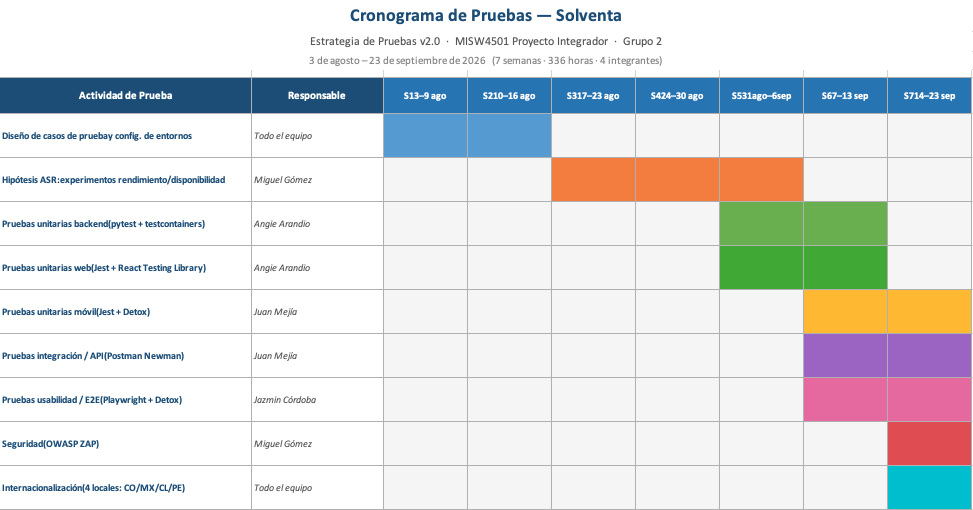 Cronograma de Pruebas — Solventa
Estrategia de Pruebas v2.0 · MISW4501 Proyecto Integrador · Grupo 2
3 de agosto – 23 de septiembre de 2026 (7 semanas · 336 horas · 4 integrantes)
Actividad de Prueba Responsable S13–9 ago S210–16 ago S317–23 ago S424–30 ago S531ago–6sep S67–13 sep S714–23 sep
Diseño de casos de pruebay config. de entornos Todo el equipo
Hipótesis ASR:experimentos rendimiento/disponibilidad Miguel Gómez
Pruebas unitarias backend(pytest + testcontainers) Angie Arandio
Pruebas unitarias web(Jest + React Testing Library) Angie Arandio
Pruebas unitarias móvil(Jest + Detox) Juan Mejía
Pruebas integración / API(Postman Newman) Juan Mejía
Pruebas usabilidad / E2E(Playwright + Detox) Jazmin Córdoba
Seguridad(OWASP ZAP) Miguel Gómez
Internacionalización(4 locales: CO/MX/CL/PE) Todo el equipo